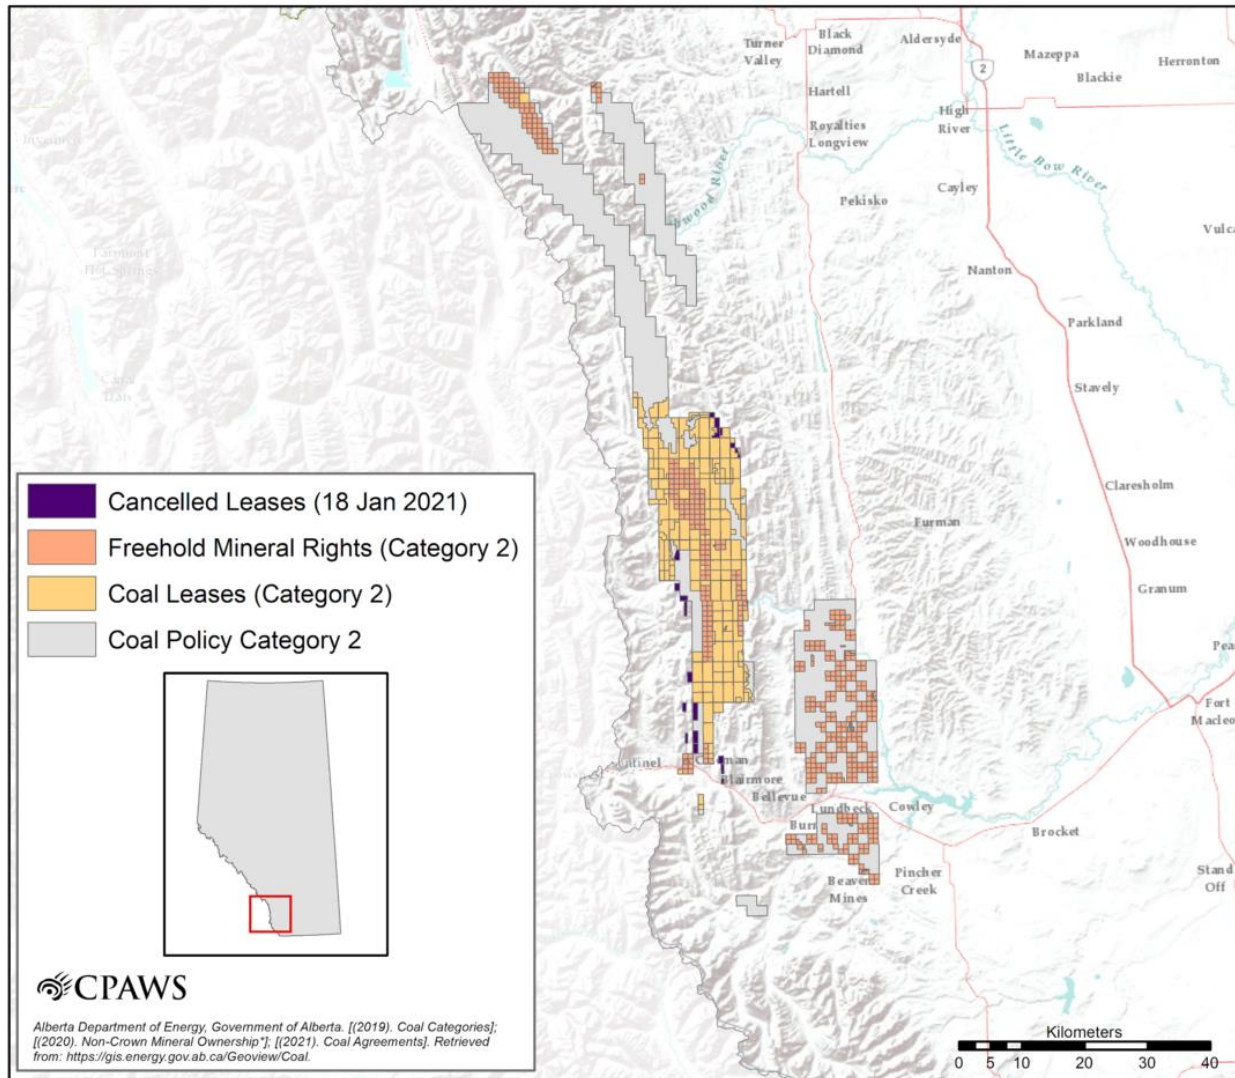 Turner
Valley
Black
Diamond
Aldersyde
Mazeppa
Herronton
Blackie
2
Hartell
High
River
Royalties
Longview
Little Bow River
Cayley
Pekisko
River
Nanton
Parkland
Stavely
Claresholm
Furman
Woodhouse
Granum
Fort
Blairmore
Bellevue
Lundbeck
Cowley
Brocket
Pincher
Creek
Beaver
Mines
Stand
Off
Cancelled Leases (18 Jan 2021)
Freehold Mineral Rights (Category 2)
Coal Leases (Category 2)
Coal Policy Category 2
CPAWS
Alberta Department of Energy, Government of Alberta. [(2019). Coal Categories];
[(2020). Non-Crown Mineral Ownership*]; [(2021). Coal Agreements]. Retrieved
from: https://gis.energy.gov.ab.ca/Geoview/Coal.
Kilometers
0 5 10 20 30 40